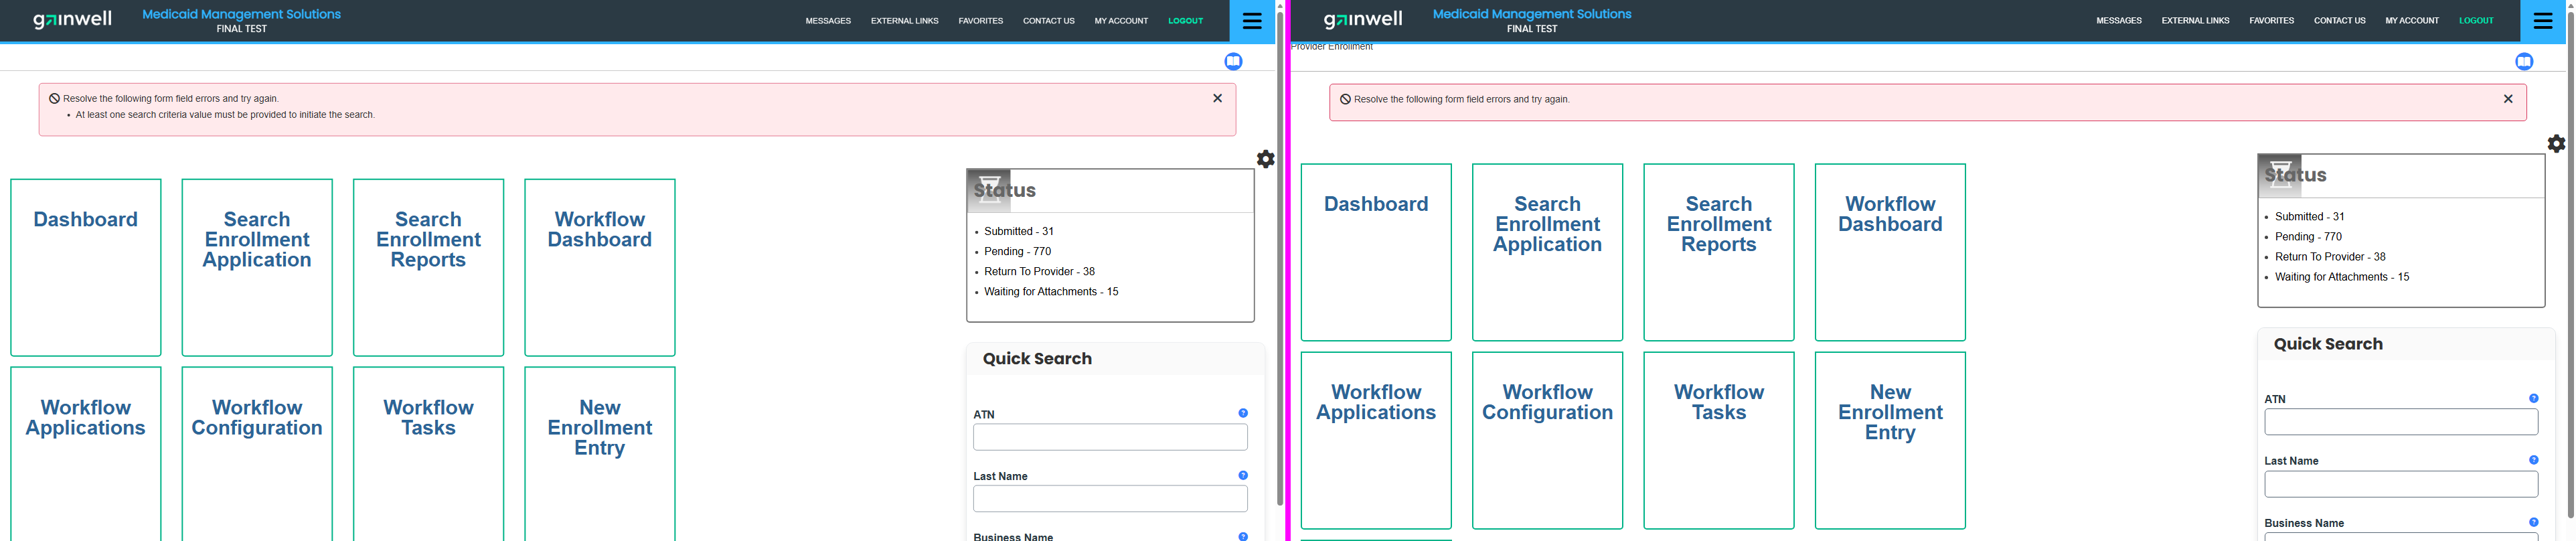 gainwell
Medicaid Management Solutions
FINAL TEST
MESSAGES EXTERNAL LINKS FAVORITES CONTACT US MY ACCOUNT LOGOUT
Resolve the following form field errors and try again.
At least one search criteria value must be provided to initiate the search.
Dashboard
Search
Enrollment
Application
Search
Enrollment
Reports
Workflow
Dashboard
Workflow
Applications
Workflow
Configuration
Workflow
Tasks
New
Enrollment
Entry
Status
Submitted - 31
Pending - 770
Return To Provider - 38
Waiting for Attachments - 15
Quick Search
ATN
Last Name
Business Name
gainwell
Medicaid Management Solutions
FINAL TEST
MESSAGES EXTERNAL LINKS FAVORITES CONTACT US MY ACCOUNT LOGOUT
Provider Enrollment
Resolve the following form field errors and try again.
Dashboard
Search
Enrollment
Application
Search
Enrollment
Reports
Workflow
Dashboard
Workflow
Applications
Workflow
Configuration
Workflow
Tasks
New
Enrollment
Entry
Status
Submitted - 31
Pending - 770
Return To Provider - 38
Waiting for Attachments - 15
Quick Search
ATN
Last Name
Business Name